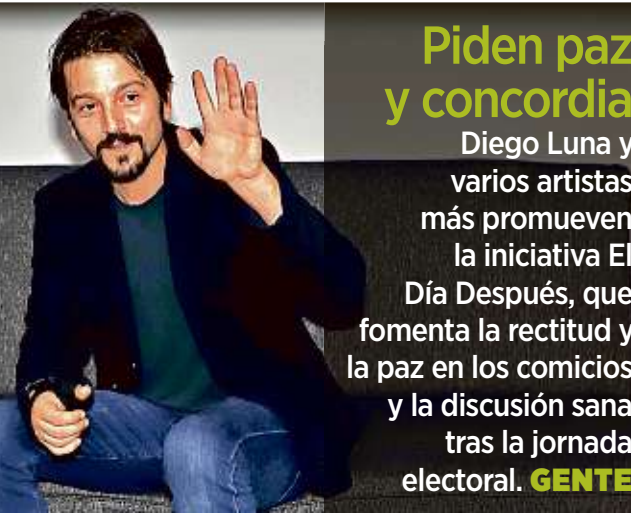 Piden paz
y concordia
Diego Luna y
varios artistas
más promueven
la iniciativa El
Día Después, que
fomenta la rectitud y
la paz en los comicios
y la discusión sana
tras la jornada
electoral. GENTE